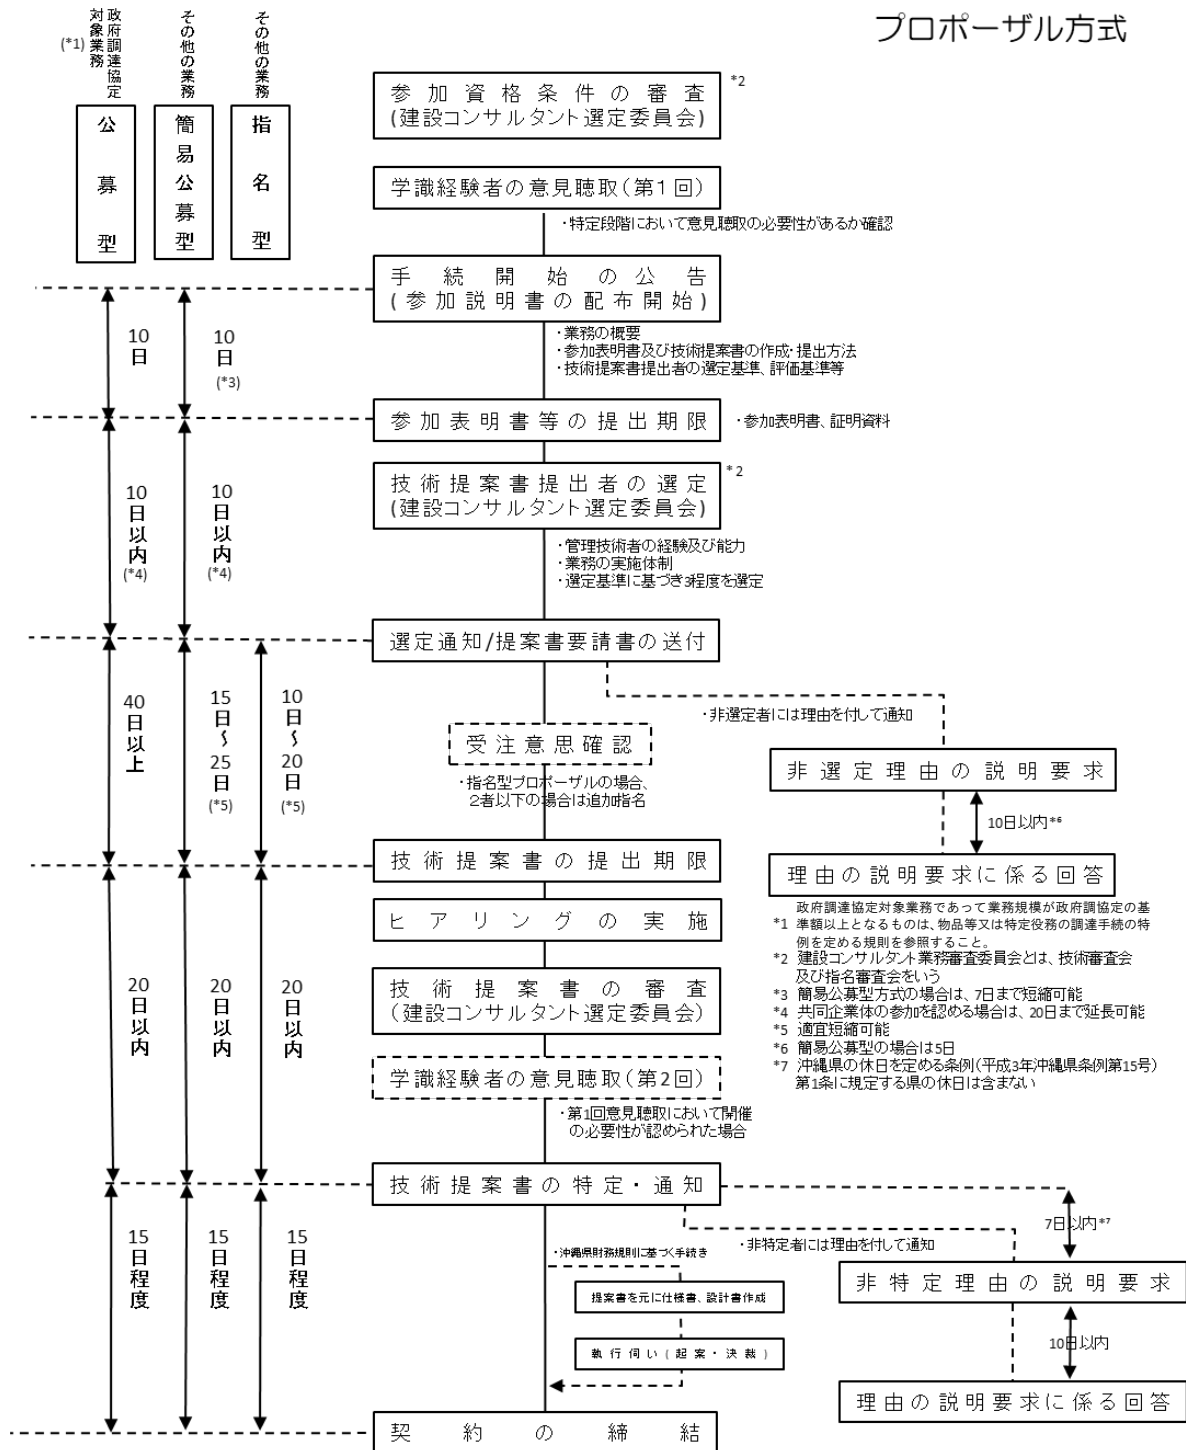 プロポーザル方式
政府調達協定
対象業務
(*1)
その他の業務
その他の業務
公募型
簡易公募型
指名型
参加資格条件の審査
(建設コンサルタント選定委員会)
*2
学識経験者の意見聴取(第1回)
・特定段階において意見聴取の必要性があるか確認
手続開始の公告
(参加説明書の配布開始)
・業務の概要
・参加表明書及び技術提案書の作成・提出方法
・技術提案書提出者の選定基準、評価基準等
10日
10日
(*3)
参加表明書等の提出期限
・参加表明書、証明資料
技術提案書提出者の選定
(建設コンサルタント選定委員会)
*2
・管理技術者の経験及び能力
・業務の実施体制
・選定基準に基づき3程度を選定
10日以内
(*4)
10日以内
(*4)
選定通知/提案書要請書の送付
・非選定者には理由を付して通知
40日以上
15日～25日
(*5)
10日～20日
(*5)
受注意思確認
・指名型プロポーザルの場合、
2者以下の場合は追加指名
非選定理由の説明要求
10日以内*6
理由の説明要求に係る回答
技術提案書の提出期限
ヒアリングの実施
技術提案書の審査
(建設コンサルタント選定委員会)
学識経験者の意見聴取(第2回)
・第1回意見聴取において開催
の必要性が認められた場合
20日以内
20日以内
20日以内
政府調達協定対象業務であって業務規模が政府調協定の基
*1 準額以上となるものは、物品等又は特定役務の調達手続の特
例を定める規則を参照すること。
*2 建設コンサルタント業務審査委員会とは、技術審査会
及び指名審査会をいう
*3 簡易公募型方式の場合は、7日まで短縮可能
*4 共同企業体の参加を認める場合は、20日まで延長可能
*5 適宜短縮可能
*6 簡易公募型の場合は5日
*7 沖縄県の休日を定める条例(平成3年沖縄県条例第15号)
第1条に規定する県の休日は含まない
技術提案書の特定・通知
7日以内*7
・非特定者には理由を付して通知
・沖縄県財務規則に基づく手続き
15日程度
15日程度
15日程度
提案書を元に仕様書、設計書作成
執行伺い(起案・決裁)
非特定理由の説明要求
10日以内
理由の説明要求に係る回答
契約の締結